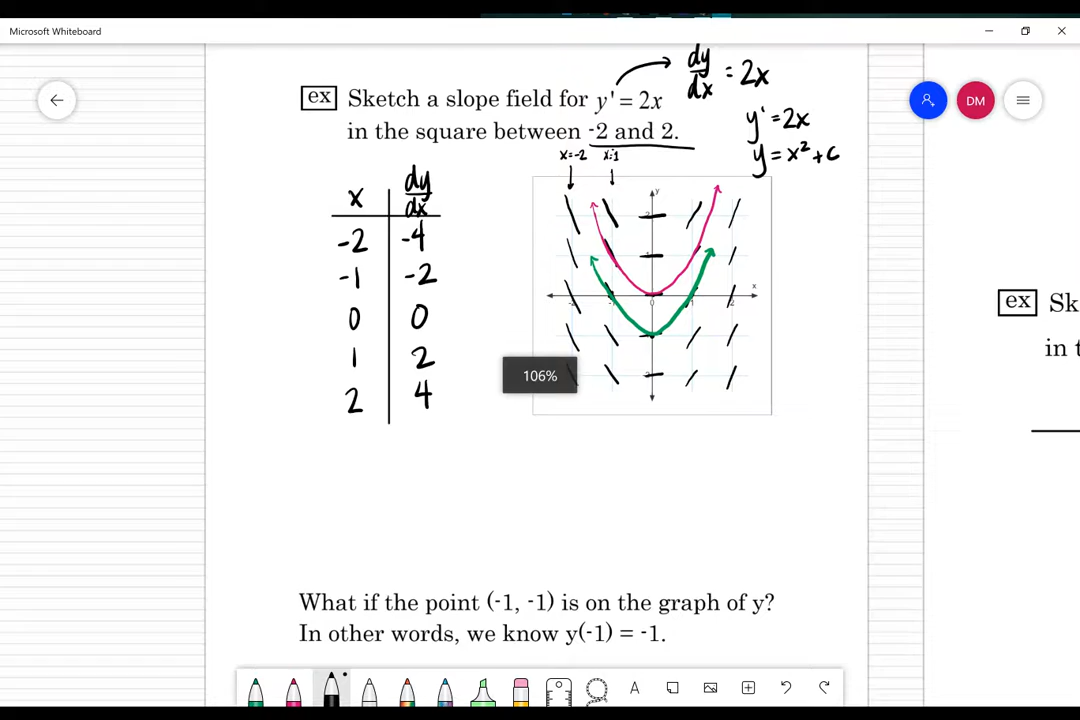 Microsoft Whiteboard
ex Sketch a slope field for y' = 2x
in the square between -2 and 2.
dy/dx = 2x
y' = 2x
y = x² + C
DM
x=-2 x=-1
x dy/dx
-2 -4
-1 -2
0 0
1 2
2 4
y
x
0
106%
ex Sk
in t
What if the point (-1, -1) is on the graph of y?
In other words, we know y(-1) = -1.
A